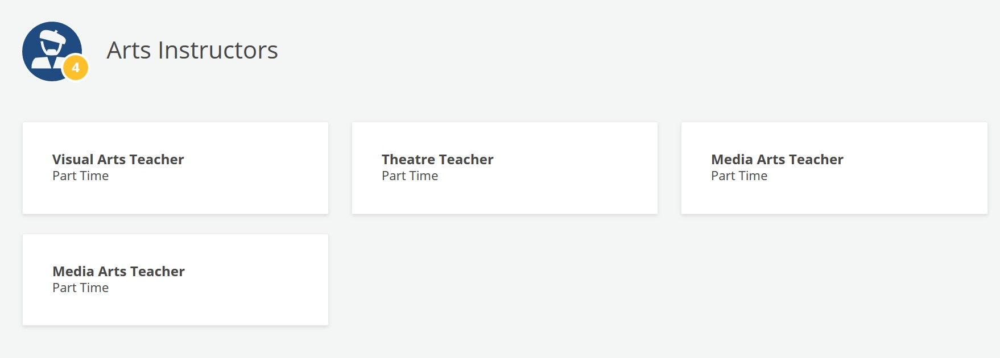 4
Arts Instructors
Visual Arts Teacher
Part Time
Theatre Teacher
Part Time
Media Arts Teacher
Part Time
Media Arts Teacher
Part Time